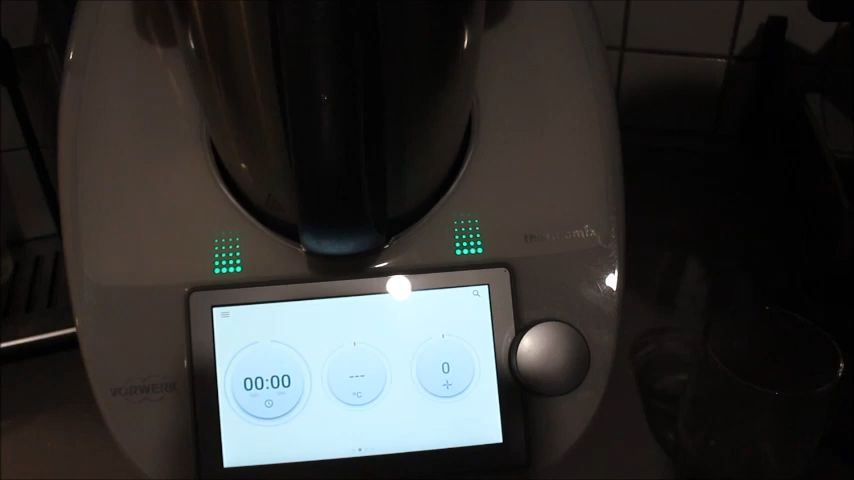 thermomix
00:00
---
°C
0
VORWERK